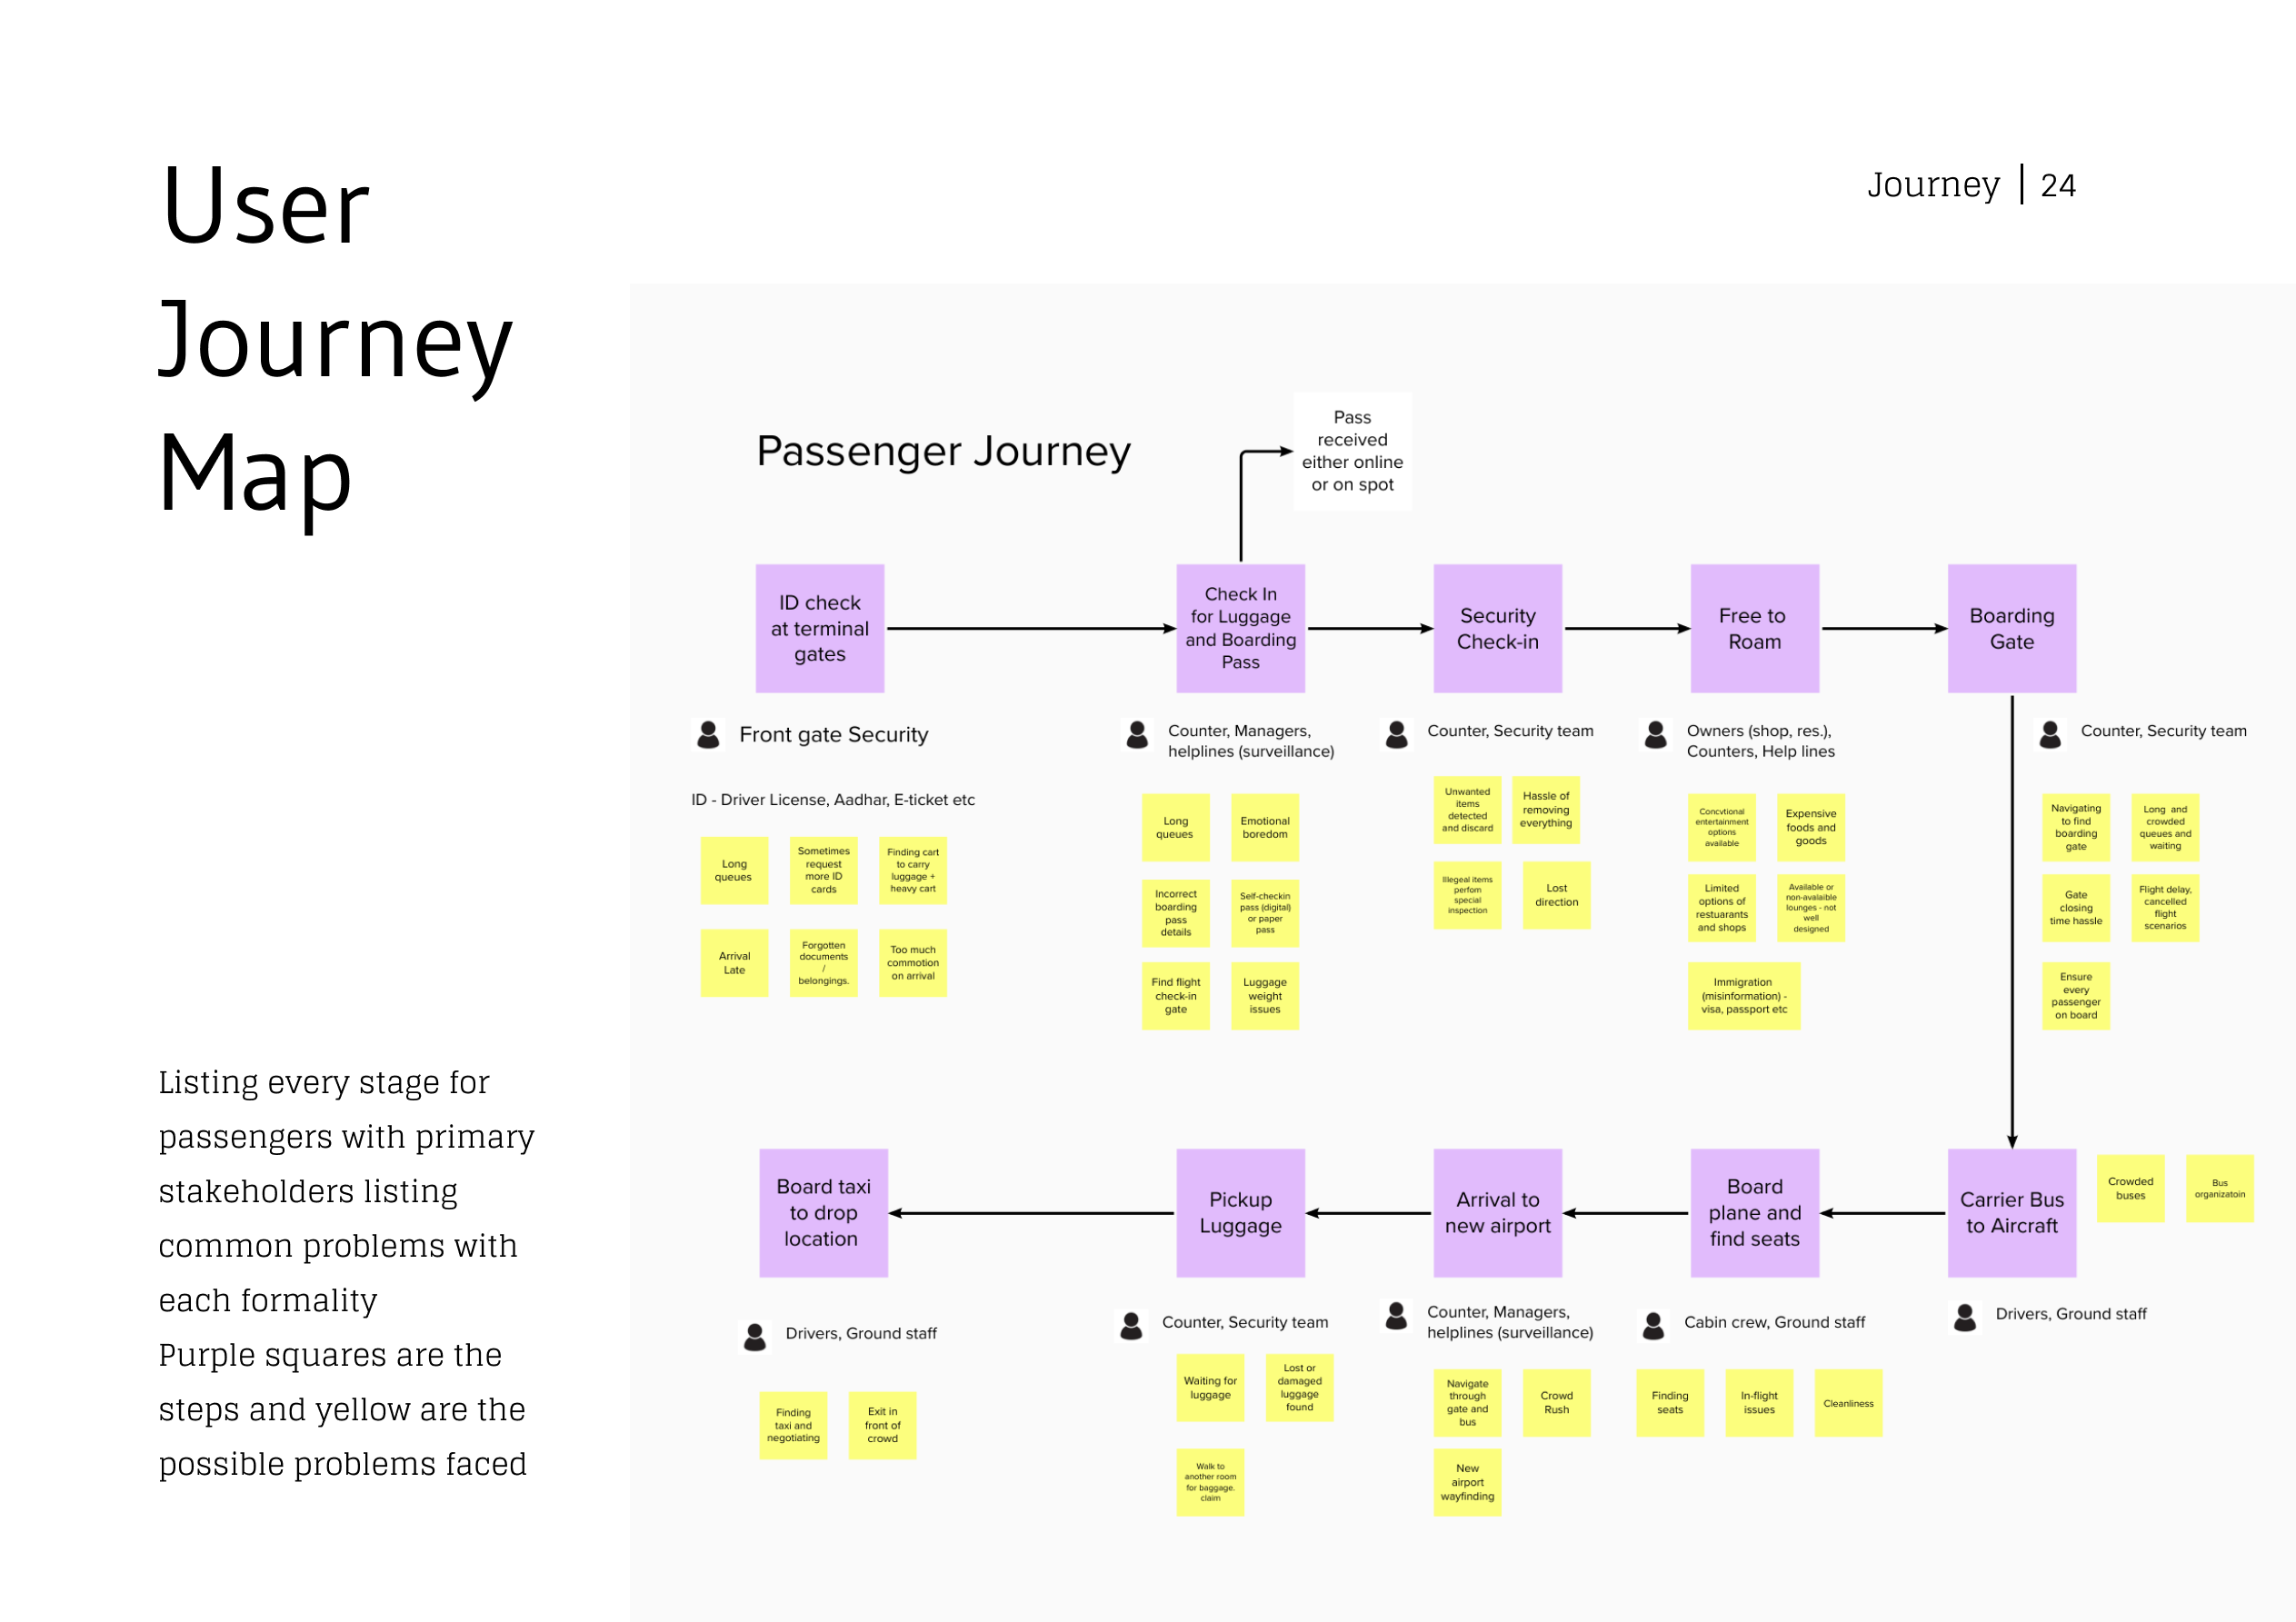 User
Journey
Map
Journey | 24
Listing every stage for
passengers with primary
stakeholders listing
common problems with
each formality
Purple squares are the
steps and yellow are the
possible problems faced
Passenger Journey
Pass
received
either online
or on spot
ID check
at terminal
gates
Check In
for Luggage
and Boarding
Pass
Security
Check-in
Free to
Roam
Boarding
Gate
Front gate Security
ID - Driver License, Aadhar, E-ticket etc
Long
queues
Sometimes
request
more ID
cards
Finding cart
to carry
luggage +
heavy cart
Arrival
Late
Forgotten
documents
/
belongings.
Too much
commotion
on arrival
Counter, Managers,
helplines (surveillance)
Long
queues
Emotional
boredom
Incorrect
boarding
pass
details
Self-checkin
pass (digital)
or paper
pass
Find flight
check-in
gate
Luggage
weight
issues
Counter, Security team
Unwanted
items
detected
and discard
Hassle of
removing
everything
Illegeal items
perfom
special
inspection
Lost
direction
Owners (shop, res.),
Counters, Help lines
Concvtional
entertainment
options
available
Expensive
foods and
goods
Limited
options of
restuarants
and shops
Available or
non-avalaible
lounges - not
well
designed
Immigration
(misinformation) -
visa, passport etc
Counter, Security team
Navigating
to find
boarding
gate
Long and
crowded
queues and
waiting
Gate
closing
time hassle
Flight delay,
cancelled
flight
scenarios
Ensure
every
passenger
on board
Board taxi
to drop
location
Pickup
Luggage
Arrival to
new airport
Board
plane and
find seats
Carrier Bus
to Aircraft
Crowded
buses
Bus
organizatoin
Drivers, Ground staff
Finding
taxi and
negotiating
Exit in
front of
crowd
Counter, Security team
Waiting for
luggage
Lost or
damaged
luggage
found
Walk to
another room
for baggage.
claim
Counter, Managers,
helplines (surveillance)
Navigate
through
gate and
bus
Crowd
Rush
New
airport
wayfinding
Cabin crew, Ground staff
Finding
seats
In-flight
issues
Cleanliness
Drivers, Ground staff